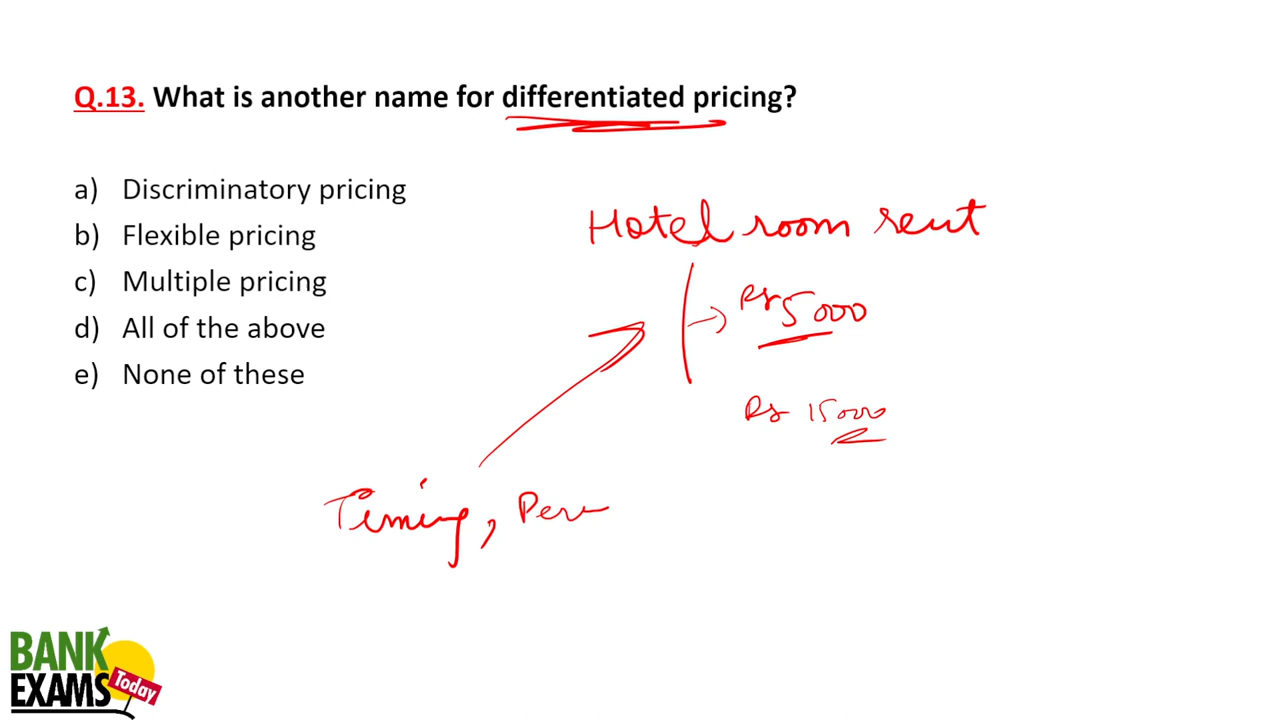 Q.13. What is another name for differentiated pricing?
a) Discriminatory pricing
b) Flexible pricing
c) Multiple pricing
d) All of the above
e) None of these
Hotel room rent
Rs 5000
Rs 15000
Timing, Pers
BANK
EXAMS
Today